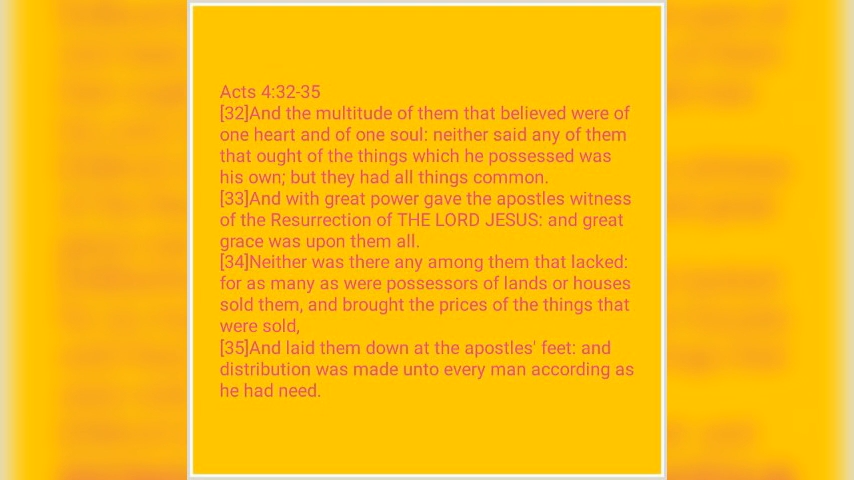 Acts 4:32-35
[32]And the multitude of them that believed were of
one heart and of one soul: neither said any of them
that ought of the things which he possessed was
his own; but they had all things common.
[33]And with great power gave the apostles witness
of the Resurrection of THE LORD JESUS: and great
grace was upon them all.
[34]Neither was there any among them that lacked:
for as many as were possessors of lands or houses
sold them, and brought the prices of the things that
were sold,
[35]And laid them down at the apostles' feet: and
distribution was made unto every man according as
he had need.